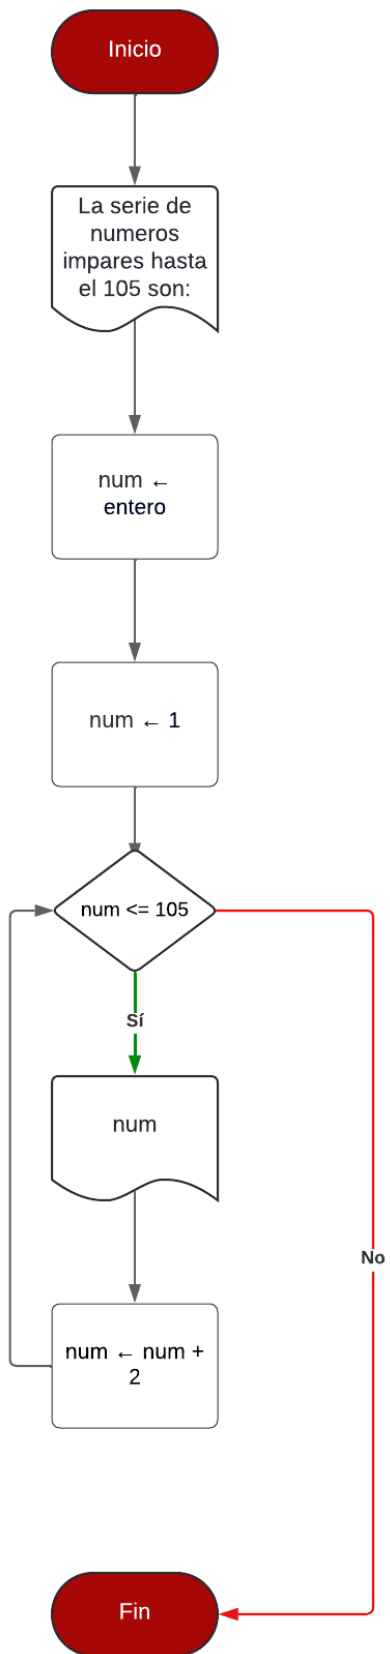 Inicio
La serie de
numeros
impares hasta
el 105 son:
num ←
entero
num ← 1
num <= 105
Sí
num
No
num ← num +
2
Fin